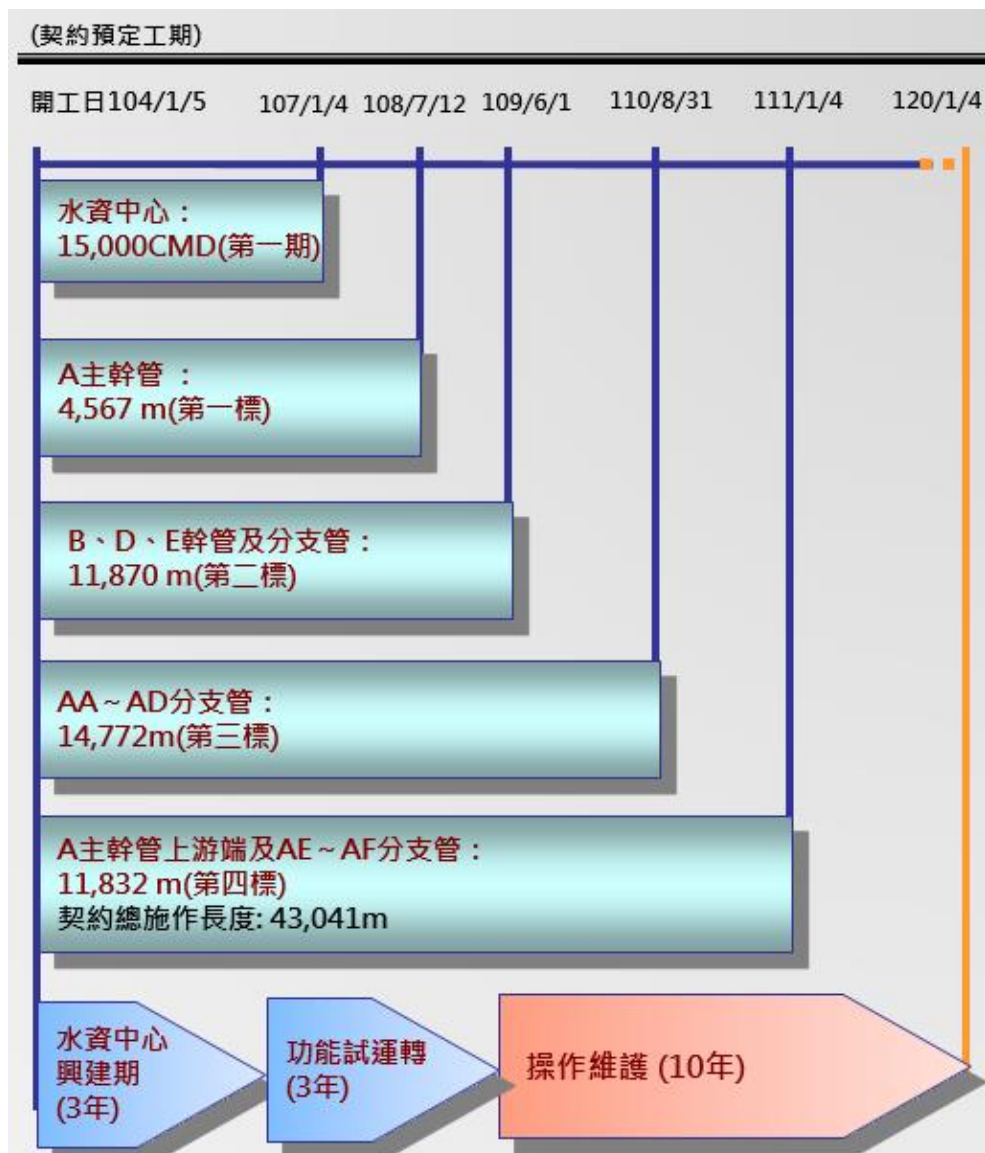 (契約預定工期)
開工日104/1/5 107/1/4 108/7/12 109/6/1 110/8/31 111/1/4 120/1/4
水資中心：
15,000CMD(第一期)
A主幹管 ：
4,567 m(第一標)
B、D、E幹管及分支管：
11,870 m(第二標)
AA～AD分支管：
14,772m(第三標)
A主幹管上游端及AE～AF分支管：
11,832 m(第四標)
契約總施作長度: 43,041m
水資中心
興建期
(3年)
功能試運轉
(3年)
操作維護 (10年)